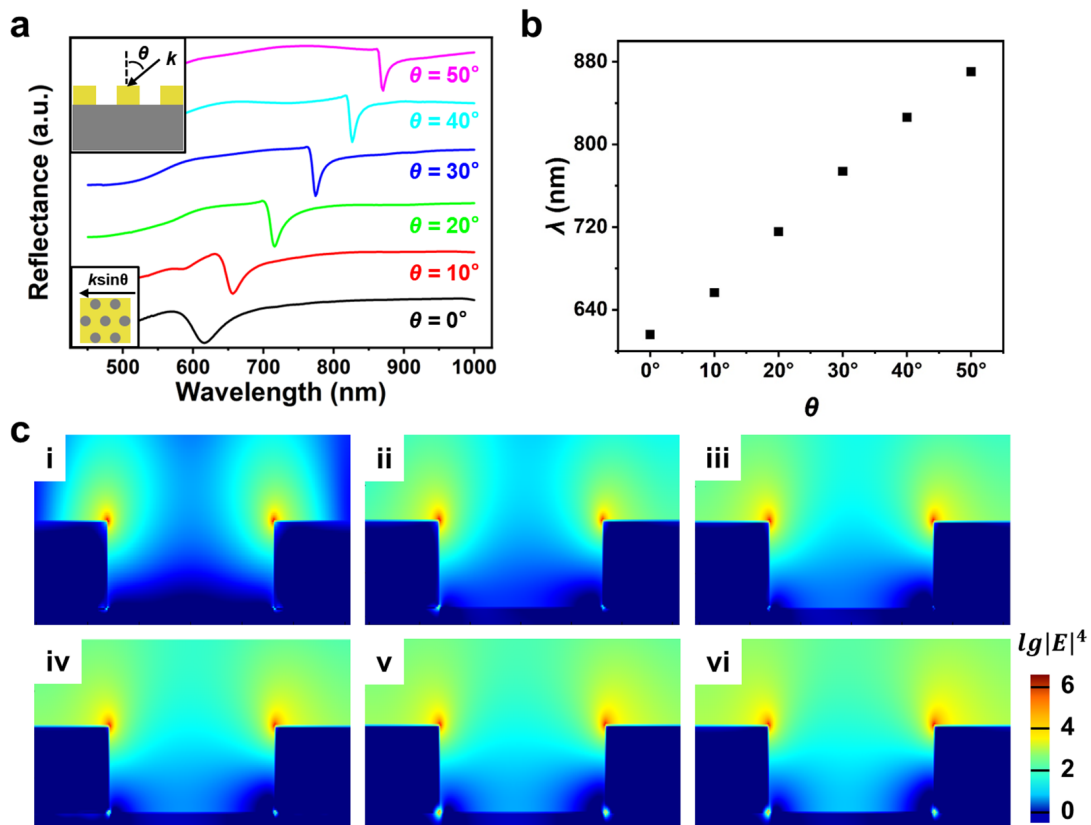 a
Reflectance (a.u.)
θ
k
ksinθ
θ = 50°
θ = 40°
θ = 30°
θ = 20°
θ = 10°
θ = 0°
500 600 700 800 900 1000
Wavelength (nm)
b
λ (nm)
880
800
720
640
0° 10° 20° 30° 40° 50°
θ
c
i ii iii
iv v vi
lg|E|⁴
6
4
2
0